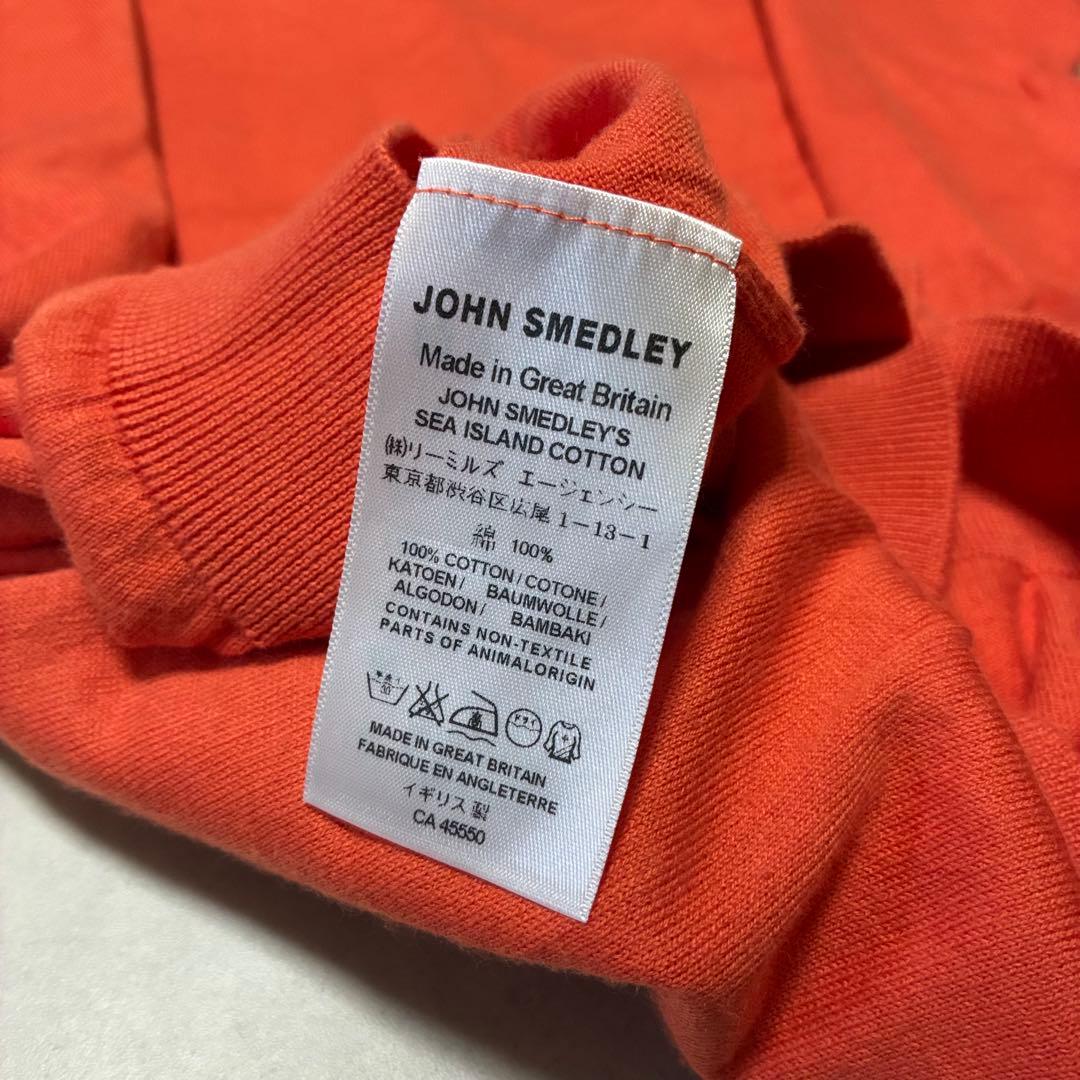 JOHN SMEDLEY
Made in Great Britain
JOHN SMEDLEY'S
SEA ISLAND COTTON
㈱リーミルズ エージェンシー
東京都渋谷区広尾1-13-1
綿 100%
100% COTTON / COTONE /
KATOEN / BAUMWOLLE /
ALGODON / BAMBAKI
CONTAINS NON-TEXTILE
PARTS OF ANIMALORIGIN
30
MADE IN GREAT BRITAIN
FABRIQUE EN ANGLETERRE
イギリス製
CA 45550